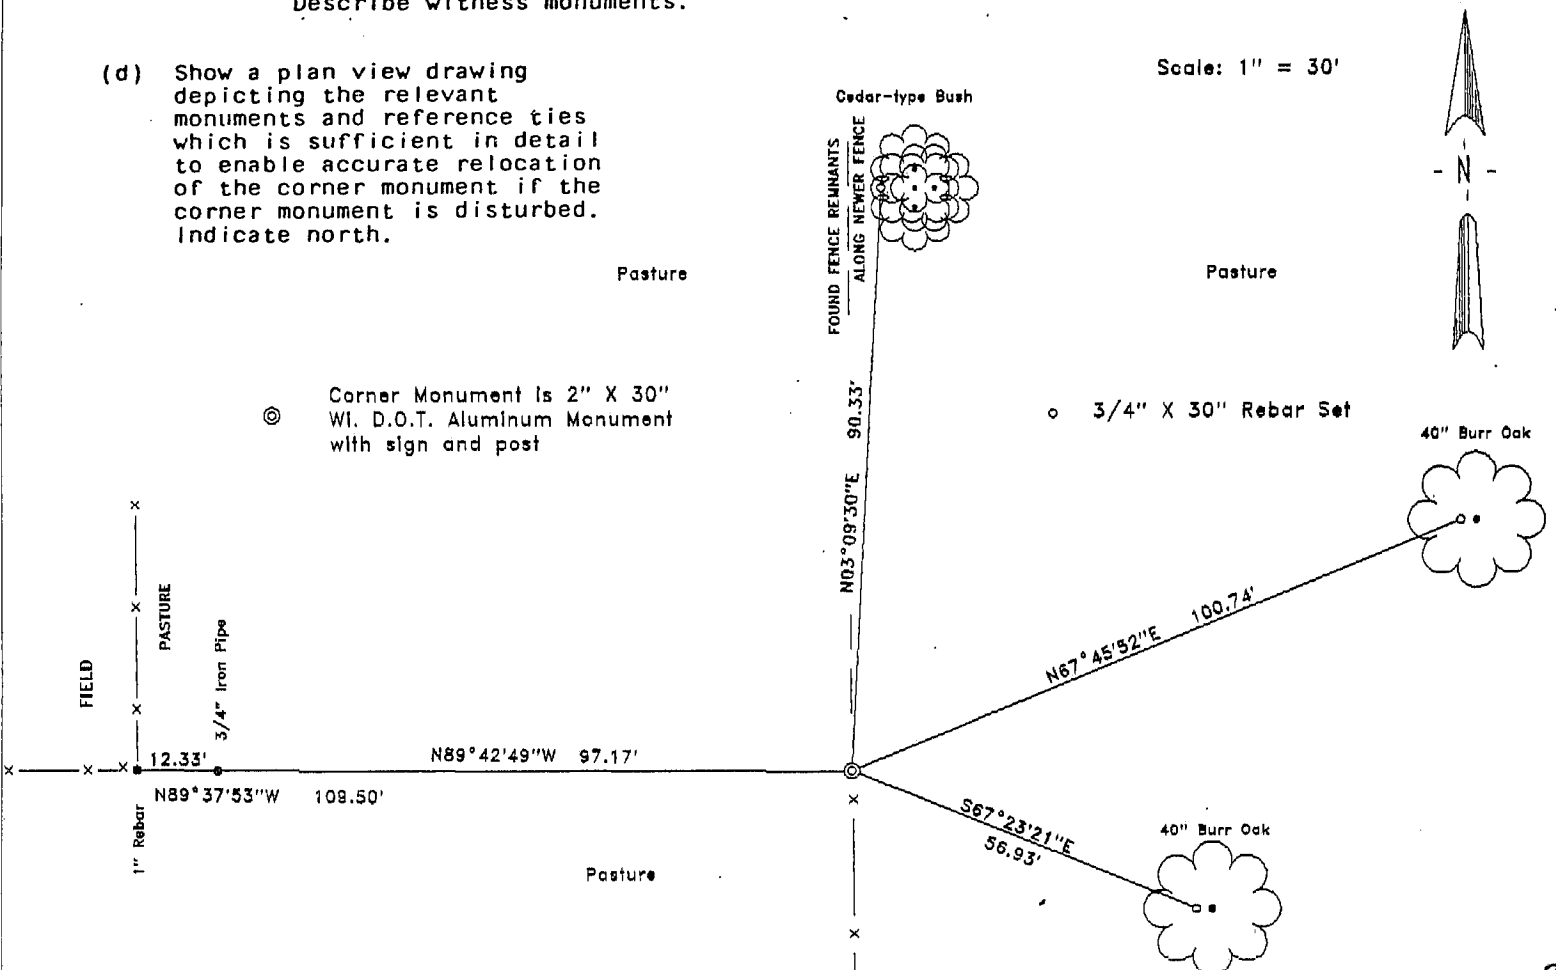 Describe witness monuments.
(d) Show a plan view drawing
depicting the relevant
monuments and reference ties
which is sufficient in detail
to enable accurate relocation
of the corner monument if the
corner monument is disturbed.
Indicate north.
Scale: 1" = 30'
N
Cedar-type Bush
FOUND FENCE REMNANTS
ALONG NEWER FENCE
Pasture
Pasture
Corner Monument is 2" X 30"
WI. D.O.T. Aluminum Monument
with sign and post
3/4" X 30" Rebar Set
40" Burr Oak
N03°09'30"E 90.33'
N67°45'52"E 100.74'
FIELD
PASTURE
3/4" Iron Pipe
12.33'
N89°42'49"W 97.17'
N89°37'53"W 109.50'
1" Rebar
S67°23'21"E
56.93'
40" Burr Oak
Pasture